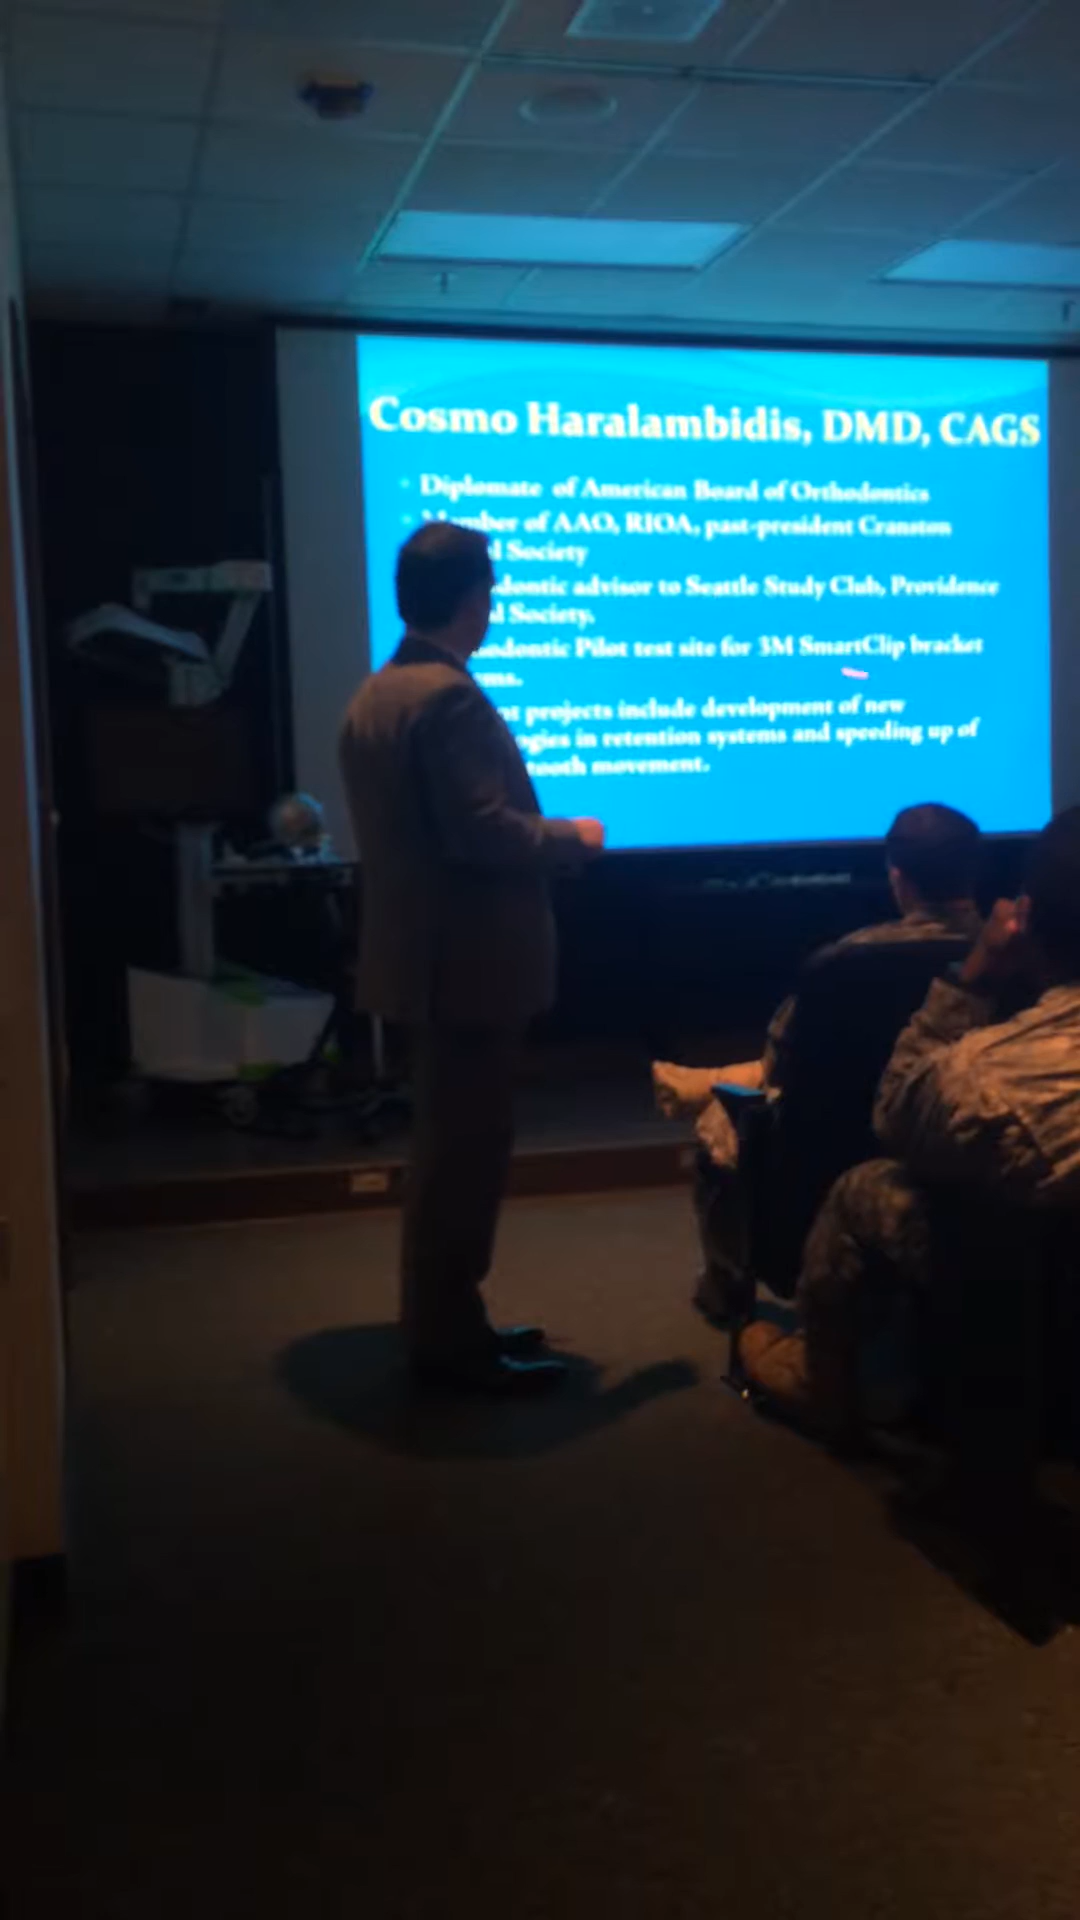 Cosmo Haralambidis, DMD, CAGS
Diplomate of American Board of Orthodontics
of AAO, RIOA, past-president Cranston
Society
advisor to Seattle Study Club, Providence
Society.
Pilot test site for 3M SmartClip bracket
projects include development of new
in retention systems and speeding up of
tooth movement.